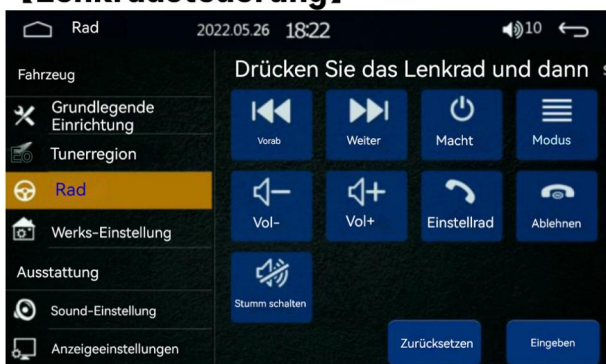 Rad 2022.05.26 18:22 10
Fahrzeug
Drücken Sie das Lenkrad und dann
Grundlegende
Einrichtung
Tunerregion
Rad
Werks-Einstellung
Ausstattung
Sound-Einstellung
Anzeigeeinstellungen
Vorab Weiter Macht Modus
Vol- Vol+ Einstellrad Ablehnen
Stumm schalten
Zurücksetzen Eingeben